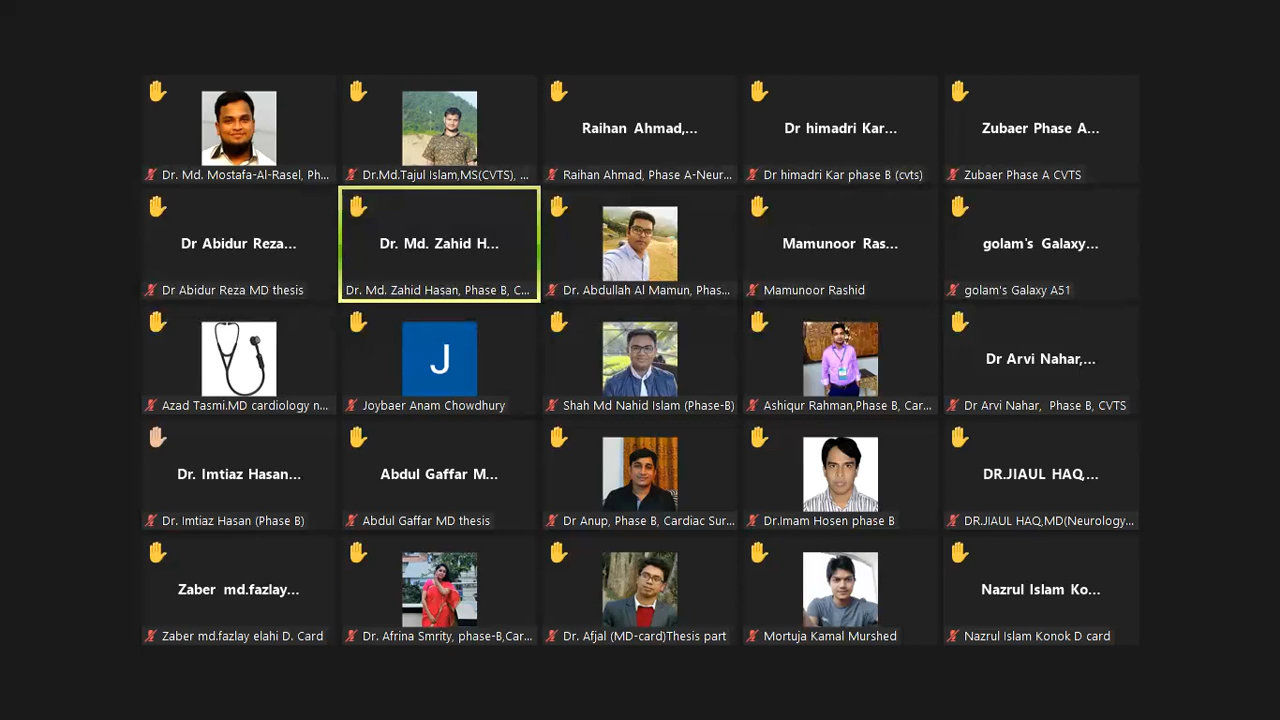 Dr. Md. Mostafa-Al-Rasel, Ph...
Dr.Md.Tajul Islam,MS(CVTS), ...
Raihan Ahmad,...
Raihan Ahmad, Phase A-Neur...
Dr himadri Kar...
Dr himadri Kar phase B (cvts)
Zubaer Phase A...
Zubaer Phase A CVTS
Dr Abidur Reza...
Dr Abidur Reza MD thesis
Dr. Md. Zahid H...
Dr. Md. Zahid Hasan, Phase B, C...
Dr. Abdullah Al Mamun, Phas...
Mamunoor Ras...
Mamunoor Rashid
golam's Galaxy...
golam's Galaxy A51
Azad Tasmi.MD cardiology n...
J
Joybaer Anam Chowdhury
Shah Md Nahid Islam (Phase-B)
Ashiqur Rahman,Phase B, Car...
Dr Arvi Nahar,...
Dr Arvi Nahar, Phase B, CVTS
Dr. Imtiaz Hasan...
Dr. Imtiaz Hasan (Phase B)
Abdul Gaffar M...
Abdul Gaffar MD thesis
Dr Anup, Phase B, Cardiac Sur...
Dr.Imam Hosen phase B
DR.JIAUL HAQ,...
DR.JIAUL HAQ,MD(Neurology...
Zaber md.fazlay...
Zaber md.fazlay elahi D. Card
Dr. Afrina Smrity, phase-B,Car...
Dr. Afjal (MD-card)Thesis part
Mortuja Kamal Murshed
Nazrul Islam Ko...
Nazrul Islam Konok D card